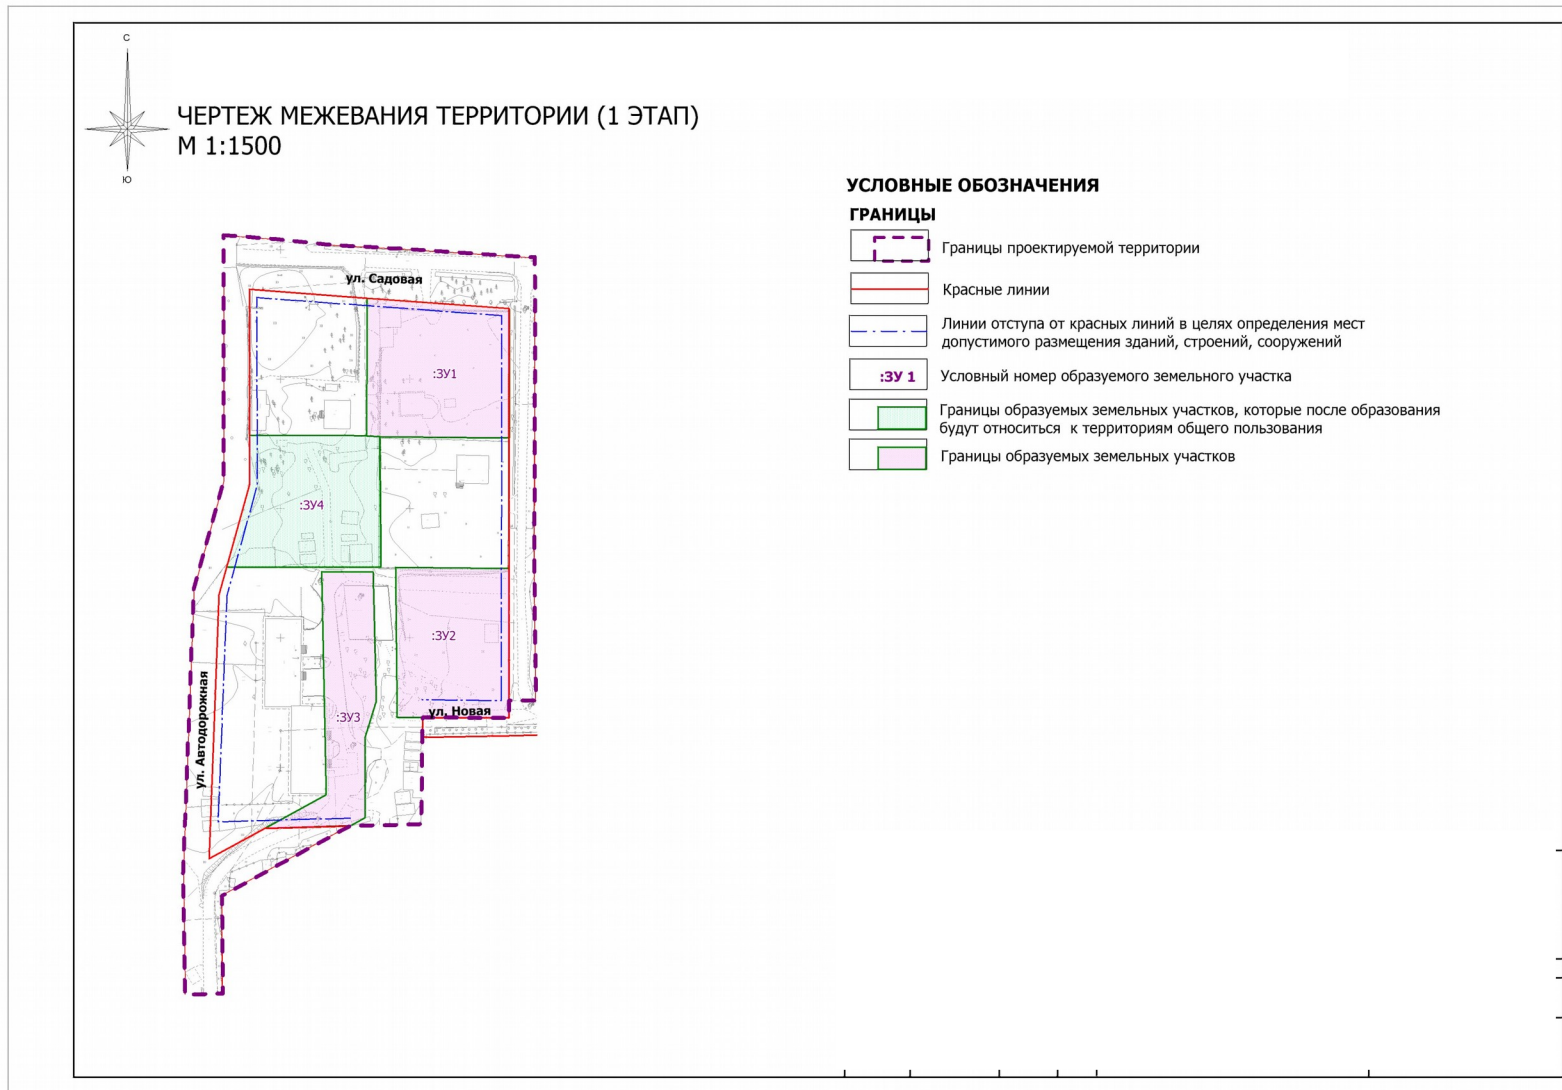 С
ЧЕРТЕЖ МЕЖЕВАНИЯ ТЕРРИТОРИИ (1 ЭТАП)
М 1:1500
Ю
УСЛОВНЫЕ ОБОЗНАЧЕНИЯ
ГРАНИЦЫ
Границы проектируемой территории
Красные линии
Линии отступа от красных линий в целях определения мест
допустимого размещения зданий, строений, сооружений
:ЗУ 1
Условный номер образуемого земельного участка
Границы образуемых земельных участков, которые после образования
будут относиться к территориям общего пользования
Границы образуемых земельных участков
ул. Садовая
:ЗУ1
:ЗУ4
:ЗУ2
:ЗУ3
ул. Новая
ул. Автодорожная